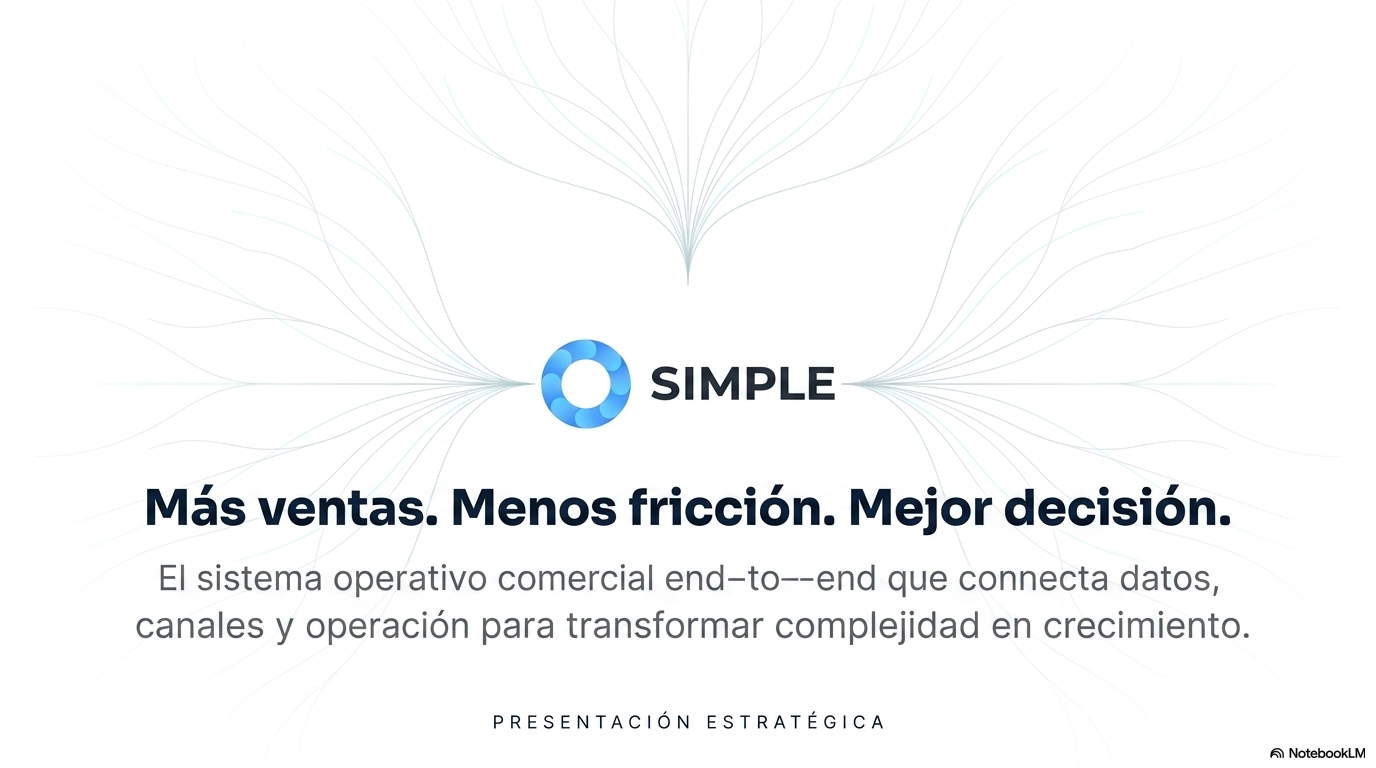 SIMPLE
Más ventas. Menos fricción. Mejor decisión.
El sistema operativo comercial end–to–-end que connecta datos,
canales y operación para transformar complejidad en crecimiento.
PRESENTACIÓN ESTRATÉGICA
NotebookLM